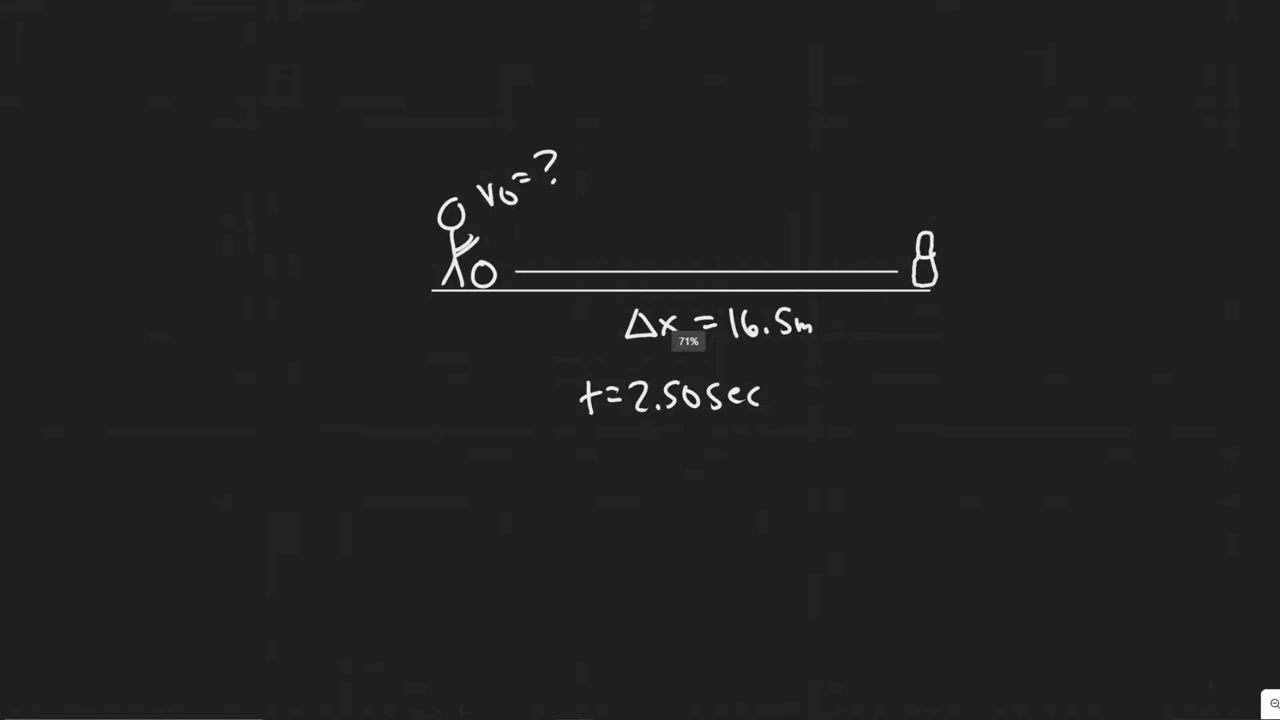 v0=?
Δx = 16.5m
71%
t=2.50sec